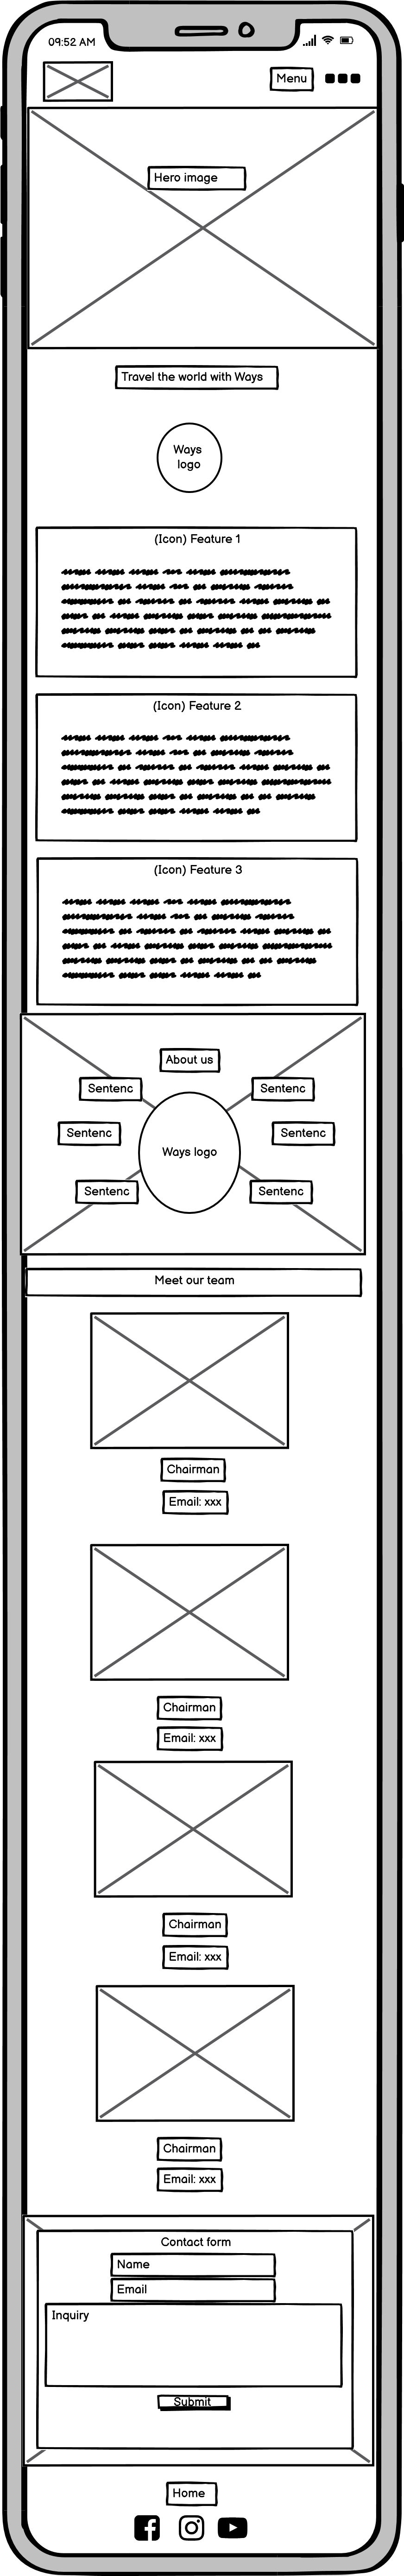 09:52 AM
Menu
Hero image
Travel the world with Ways
Ways
logo
(Icon) Feature 1
(Icon) Feature 2
(Icon) Feature 3
About us
Sentenc
Sentenc
Sentenc
Sentenc
Ways logo
Sentenc
Sentenc
Meet our team
Chairman
Email: xxx
Chairman
Email: xxx
Chairman
Email: xxx
Chairman
Email: xxx
Contact form
Name
Email
Inquiry
Submit
Home